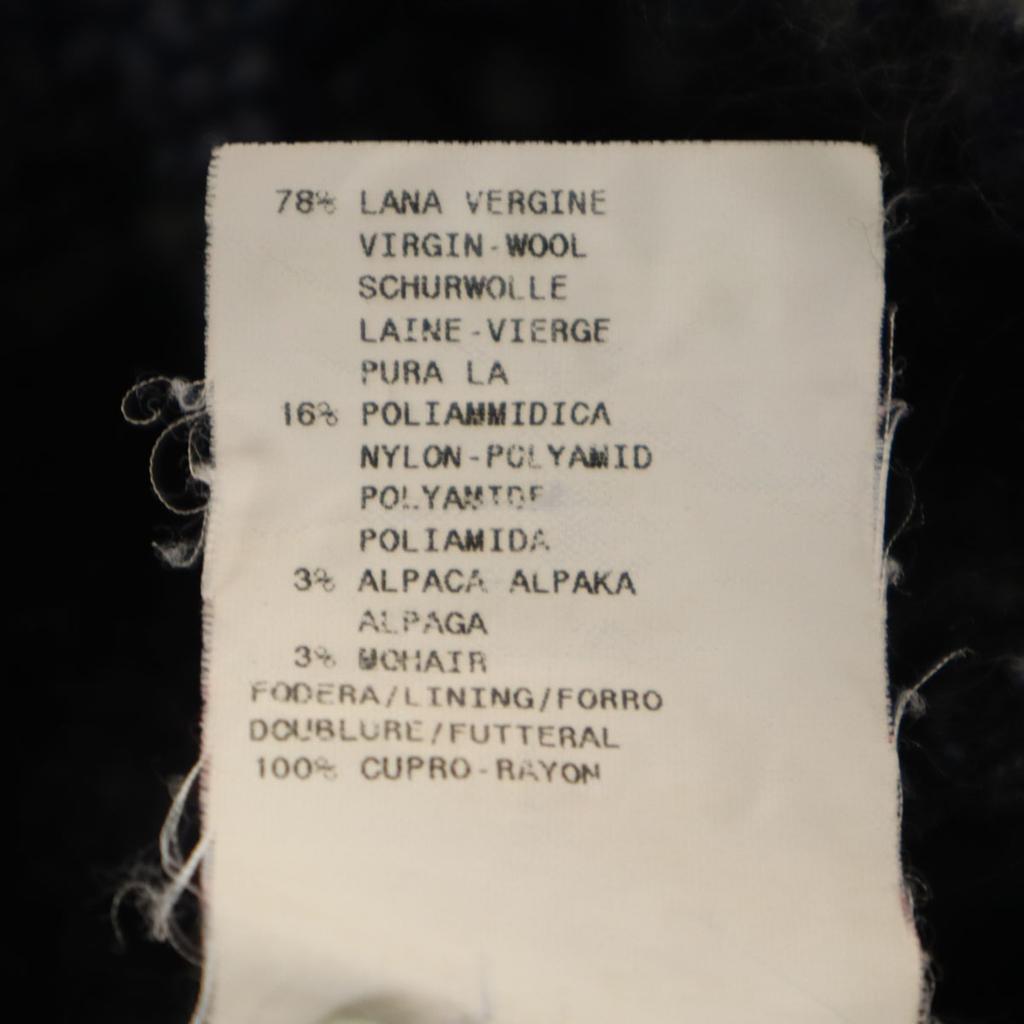 78% LANA VERGINE
VIRGIN-WOOL
SCHURWOLLE
LAINE-VIERGE
PURA LA
16% POLIAMMIDICA
NYLON-POLYAMID
POLYAMIDE
POLIAMIDA
3% ALPACA ALPAKA
ALPAGA
3% MOHAIR
FODERA/LINING/FORRO
DOUBLURE/FUTTERAL
100% CUPRO-RAYON